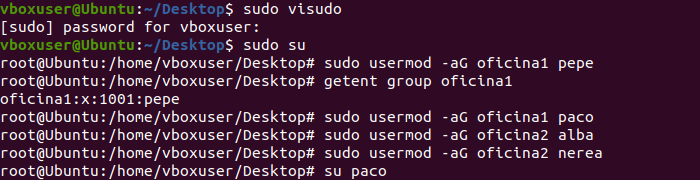 vboxuser@Ubuntu:~/Desktop$ sudo visudo
[sudo] password for vboxuser:
vboxuser@Ubuntu:~/Desktop$ sudo su
root@Ubuntu:/home/vboxuser/Desktop# sudo usermod -aG oficina1 pepe
root@Ubuntu:/home/vboxuser/Desktop# getent group oficina1
oficina1:x:1001:pepe
root@Ubuntu:/home/vboxuser/Desktop# sudo usermod -aG oficina1 paco
root@Ubuntu:/home/vboxuser/Desktop# sudo usermod -aG oficina2 alba
root@Ubuntu:/home/vboxuser/Desktop# sudo usermod -aG oficina2 nerea
root@Ubuntu:/home/vboxuser/Desktop# su paco